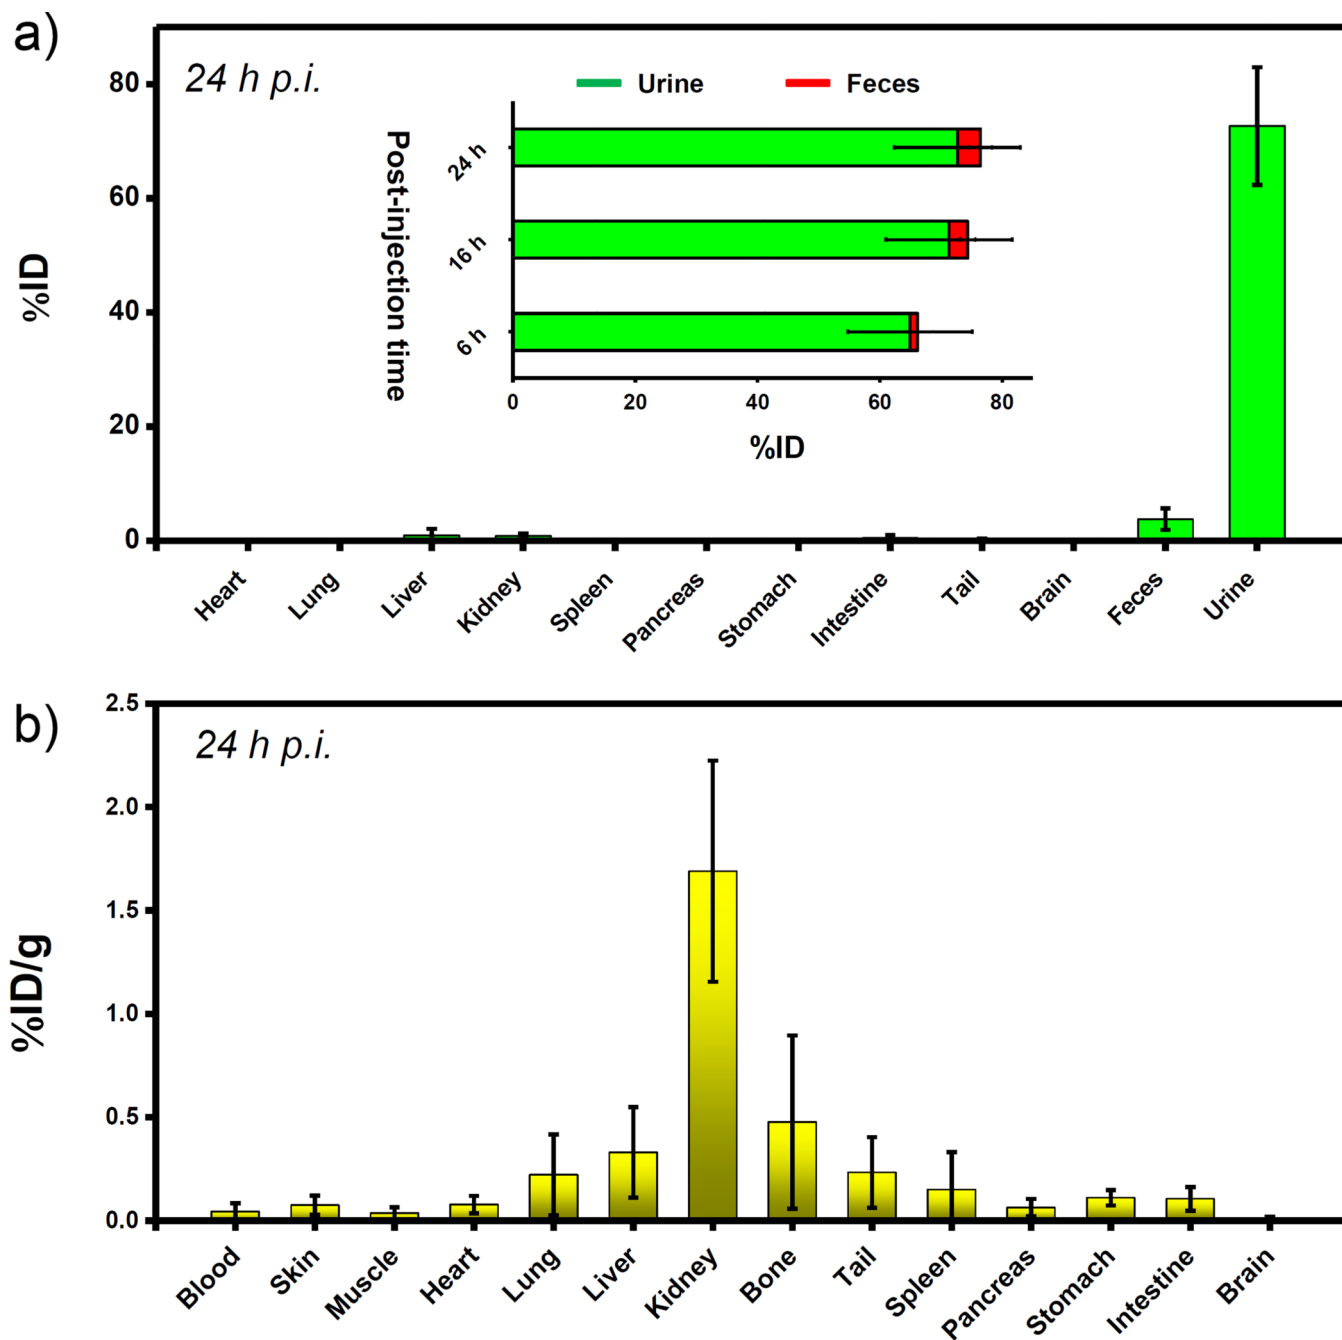 a)
24 h p.i.
Urine
Feces
%ID
80
60
40
20
0
Post-injection time
24 h
16 h
6 h
0 20 40 60 80
%ID
Heart Lung Liver Kidney Spleen Pancreas Stomach Intestine Tail Brain Feces Urine
b)
24 h p.i.
%ID/g
2.5
2.0
1.5
1.0
0.5
0.0
Blood Skin Muscle Heart Lung Liver Kidney Bone Tail Spleen Pancreas Stomach Intestine Brain